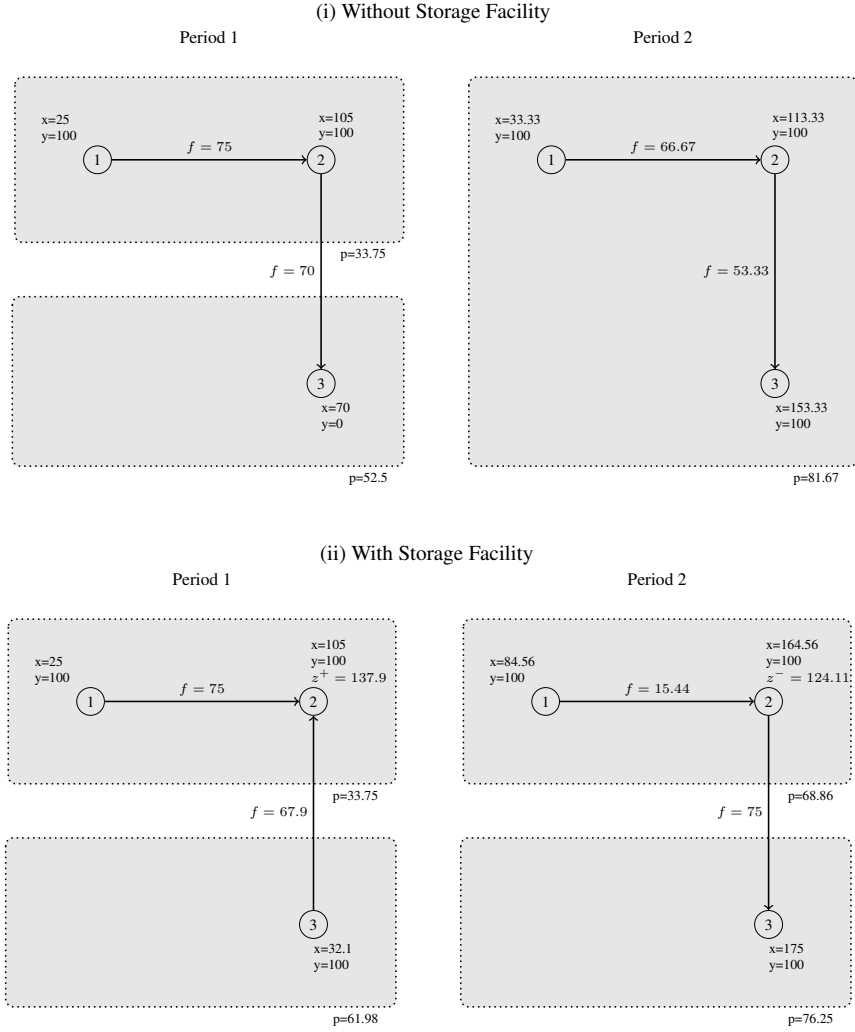 (i) Without Storage Facility
Period 1
Period 2
x=25
y=100
x=105
y=100
1
f = 75
2
p=33.75
f = 70
3
x=70
y=0
p=52.5
x=33.33
y=100
x=113.33
y=100
1
f = 66.67
2
f = 53.33
3
x=153.33
y=100
p=81.67
(ii) With Storage Facility
Period 1
Period 2
x=25
y=100
x=105
y=100
z⁺ = 137.9
1
f = 75
2
p=33.75
f = 67.9
3
x=32.1
y=100
p=61.98
x=84.56
y=100
x=164.56
y=100
z⁻ = 124.11
1
f = 15.44
2
p=68.86
f = 75
3
x=175
y=100
p=76.25